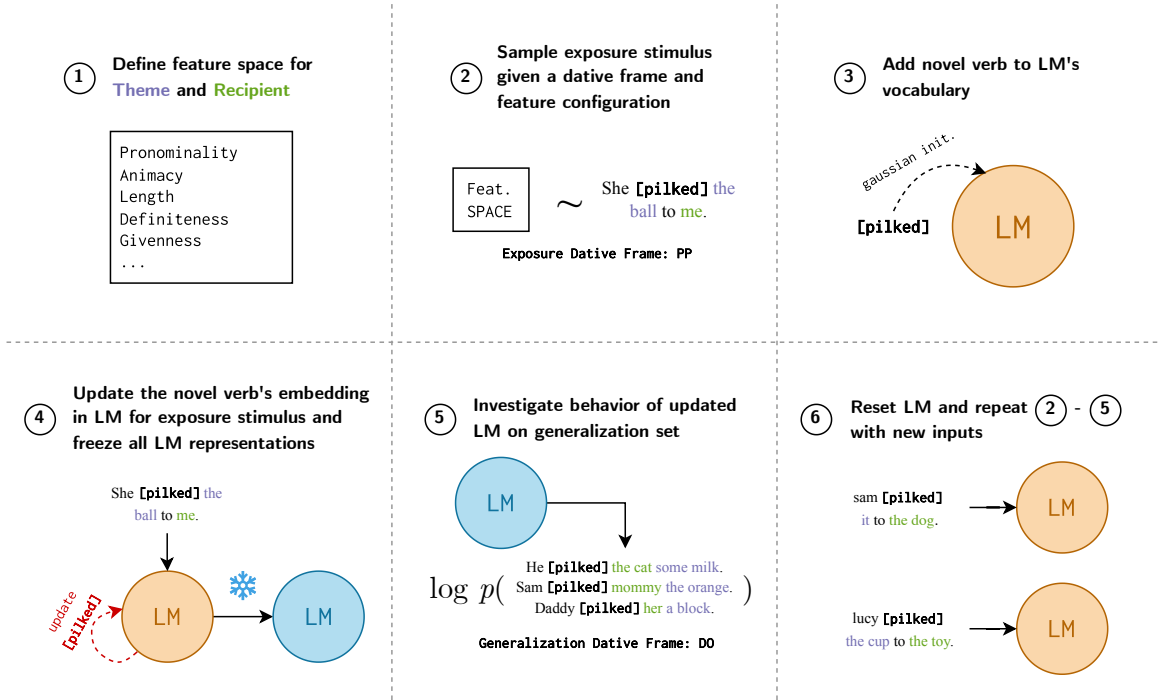 1
Define feature space for
Theme and Recipient
Pronominality
Animacy
Length
Definiteness
Givenness
...
2
Sample exposure stimulus
given a dative frame and
feature configuration
Feat.
SPACE
~
She [pilked] the
ball to me.
Exposure Dative Frame: PP
3
Add novel verb to LM's
vocabulary
gaussian init.
[pilked]
LM
4
Update the novel verb's embedding
in LM for exposure stimulus and
freeze all LM representations
She [pilked] the
ball to me.
update
[pilked]
LM
LM
5
Investigate behavior of updated
LM on generalization set
LM
log p(
He [pilked] the cat some milk.
Sam [pilked] mommy the orange.
Daddy [pilked] her a block.
)
Generalization Dative Frame: DO
6
Reset LM and repeat 2 - 5
with new inputs
sam [pilked]
it to the dog.
LM
lucy [pilked]
the cup to the toy.
LM